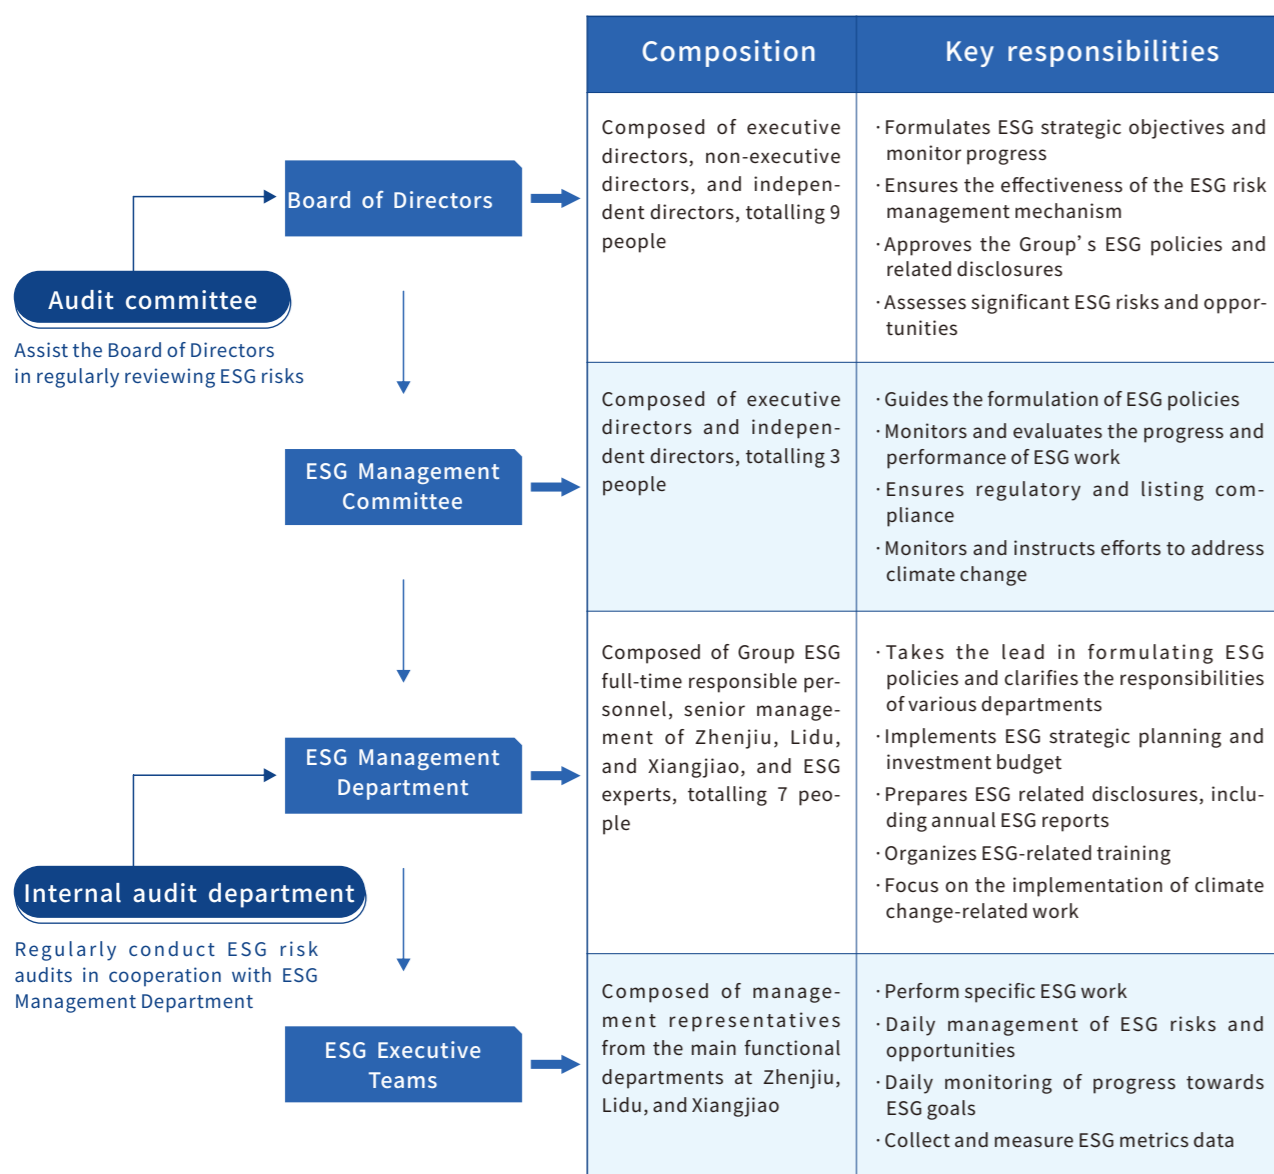 Composition
Key responsibilities
Board of Directors
Composed of executive
directors, non-executive
directors, and indepen-
dent directors, totalling 9
people
· Formulates ESG strategic objectives and
monitor progress
· Ensures the effectiveness of the ESG risk
management mechanism
· Approves the Group’s ESG policies and
related disclosures
· Assesses significant ESG risks and oppor-
tunities
Audit committee
Assist the Board of Directors
in regularly reviewing ESG risks
ESG Management
Committee
Composed of executive
directors and indepen-
dent directors, totalling 3
people
· Guides the formulation of ESG policies
· Monitors and evaluates the progress and
performance of ESG work
· Ensures regulatory and listing com-
pliance
· Monitors and instructs efforts to address
climate change
ESG Management
Department
Composed of Group ESG
full-time responsible per-
sonnel, senior manage-
ment of Zhenjiu, Lidu,
and Xiangjiao, and ESG
experts, totalling 7 peo-
ple
· Takes the lead in formulating ESG
policies and clarifies the responsibilities
of various departments
· Implements ESG strategic planning and
investment budget
· Prepares ESG related disclosures, inclu-
ding annual ESG reports
· Organizes ESG-related training
· Focus on the implementation of climate
change-related work
Internal audit department
Regularly conduct ESG risk
audits in cooperation with ESG
Management Department
ESG Executive
Teams
Composed of manage-
ment representatives
from the main functional
departments at Zhenjiu,
Lidu, and Xiangjiao
· Perform specific ESG work
· Daily management of ESG risks and
opportunities
· Daily monitoring of progress towards
ESG goals
· Collect and measure ESG metrics data